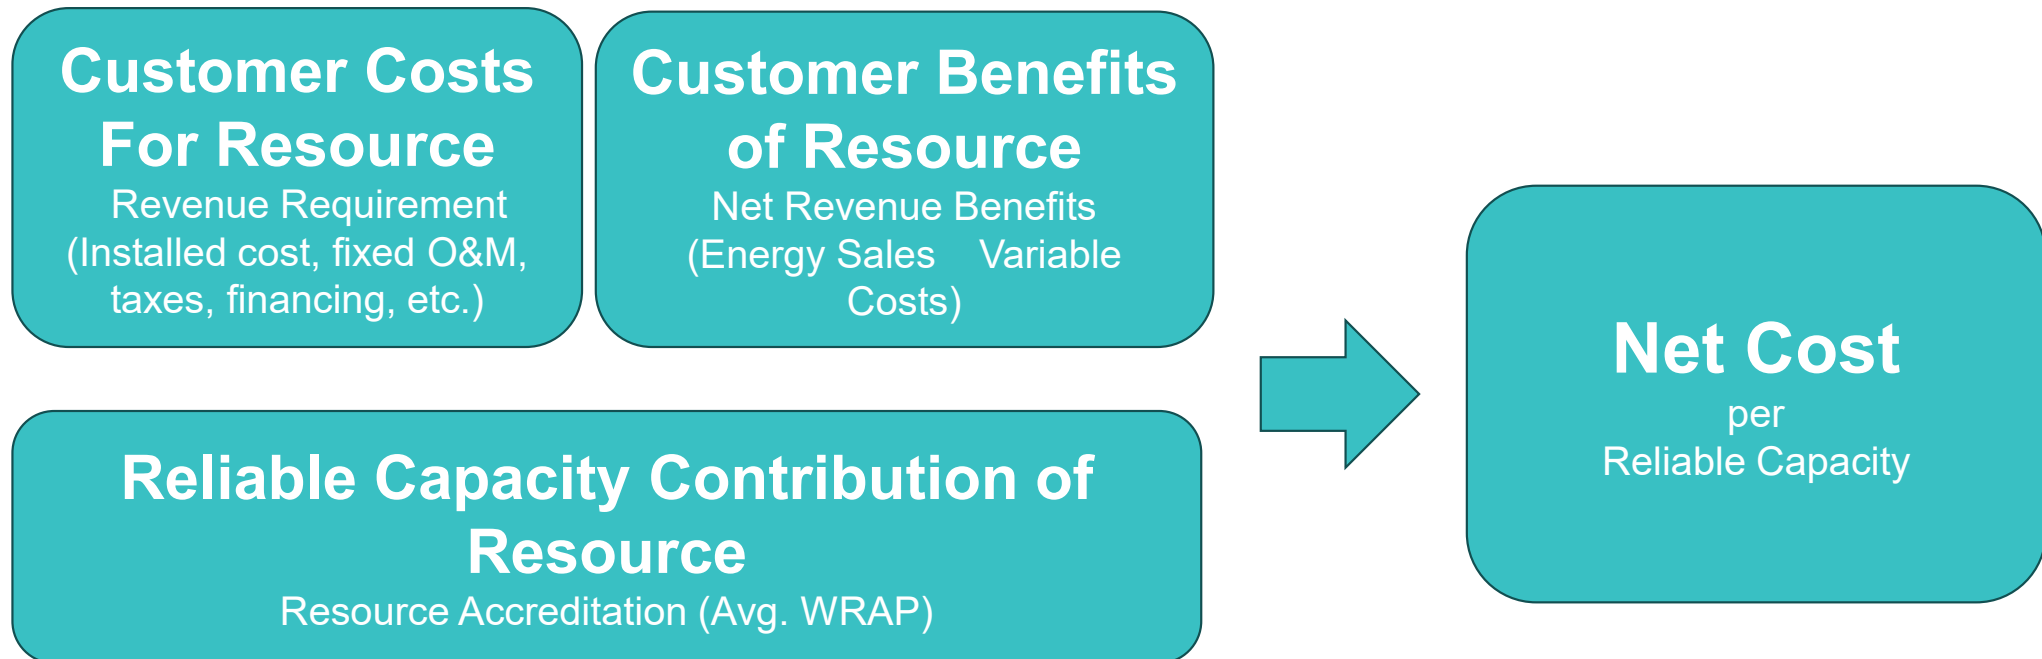 Customer Costs
For Resource
Revenue Requirement
(Installed cost, fixed O&M,
taxes, financing, etc.)
Customer Benefits
of Resource
Net Revenue Benefits
(Energy Sales Variable
Costs)
Reliable Capacity Contribution of
Resource
Resource Accreditation (Avg. WRAP)
Net Cost
per
Reliable Capacity